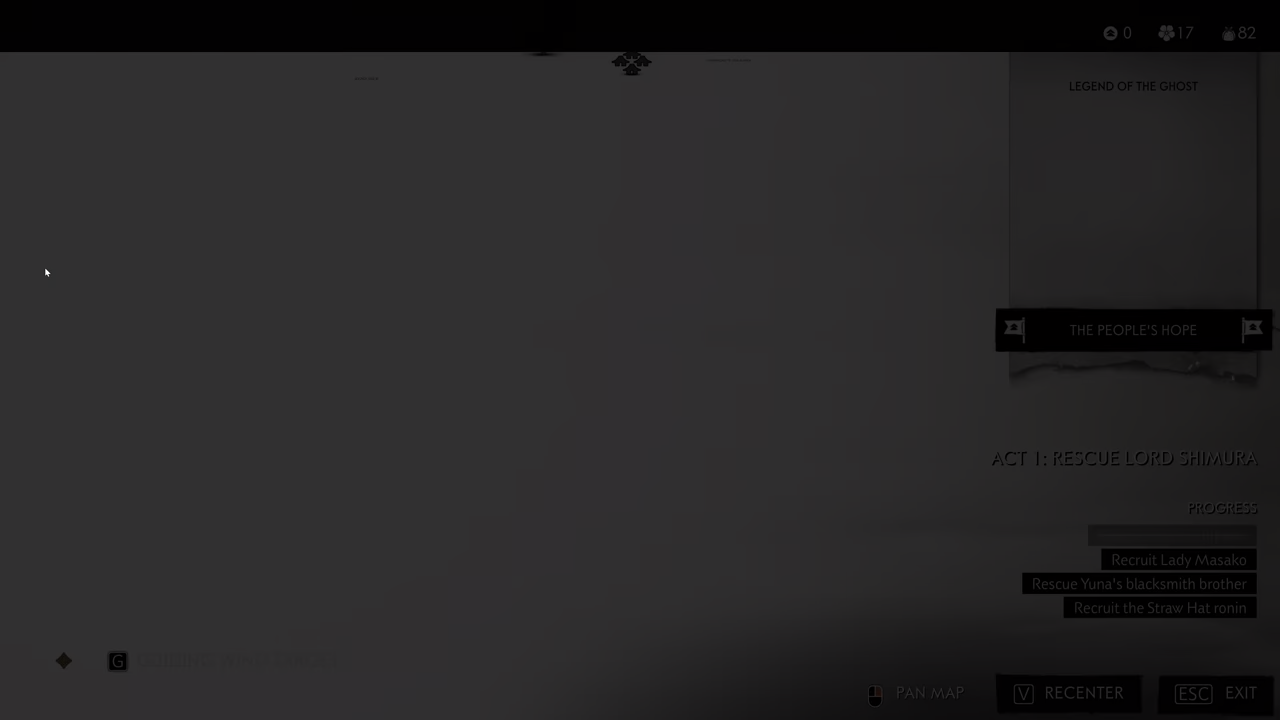 0 17 82
LEGEND OF THE GHOST
THE PEOPLE'S HOPE
ACT 1: RESCUE LORD SHIMURA
PROGRESS
Recruit Lady Masako
Rescue Yuna's blacksmith brother
Recruit the Straw Hat ronin
G
PAN MAP V RECENTER ESC EXIT